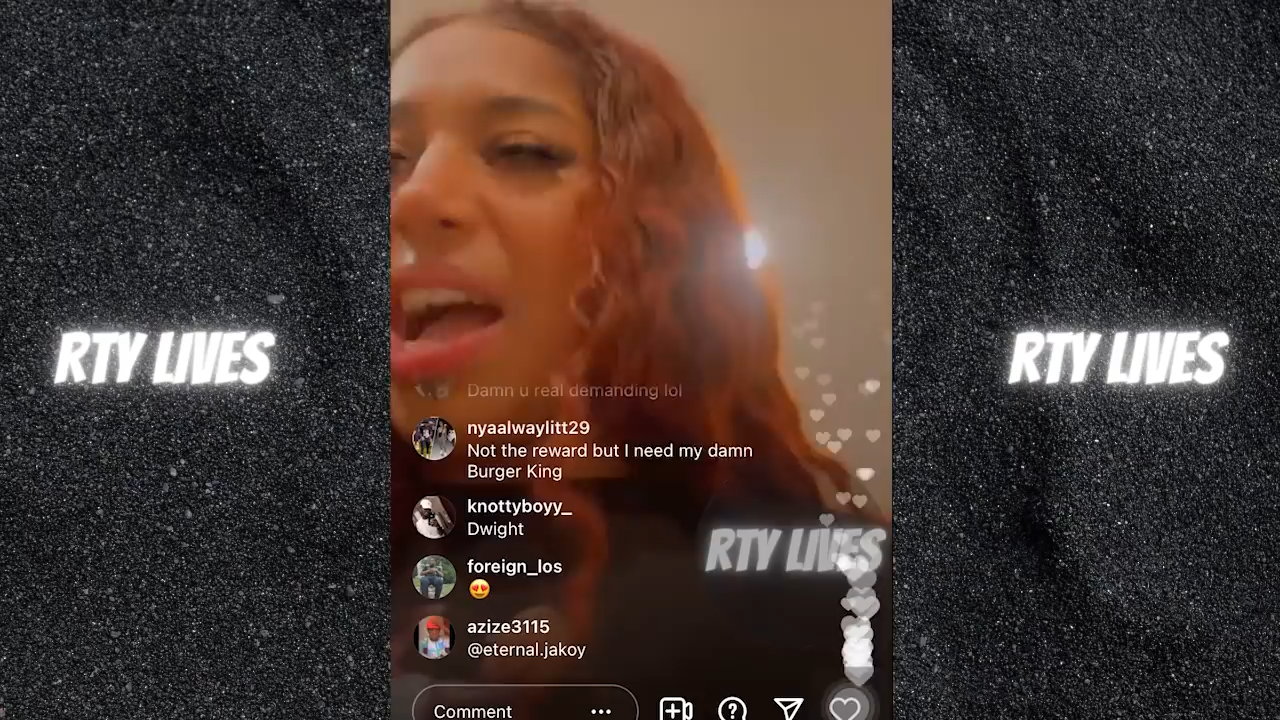 RTY LIVES
RTY LIVES
Damn u real demanding lol
nyaalwaylitt29
Not the reward but I need my damn
Burger King
knottyboyy_
Dwight
RTY LIVES
foreign_los
😍
azize3115
@eternal.jakoy
Comment